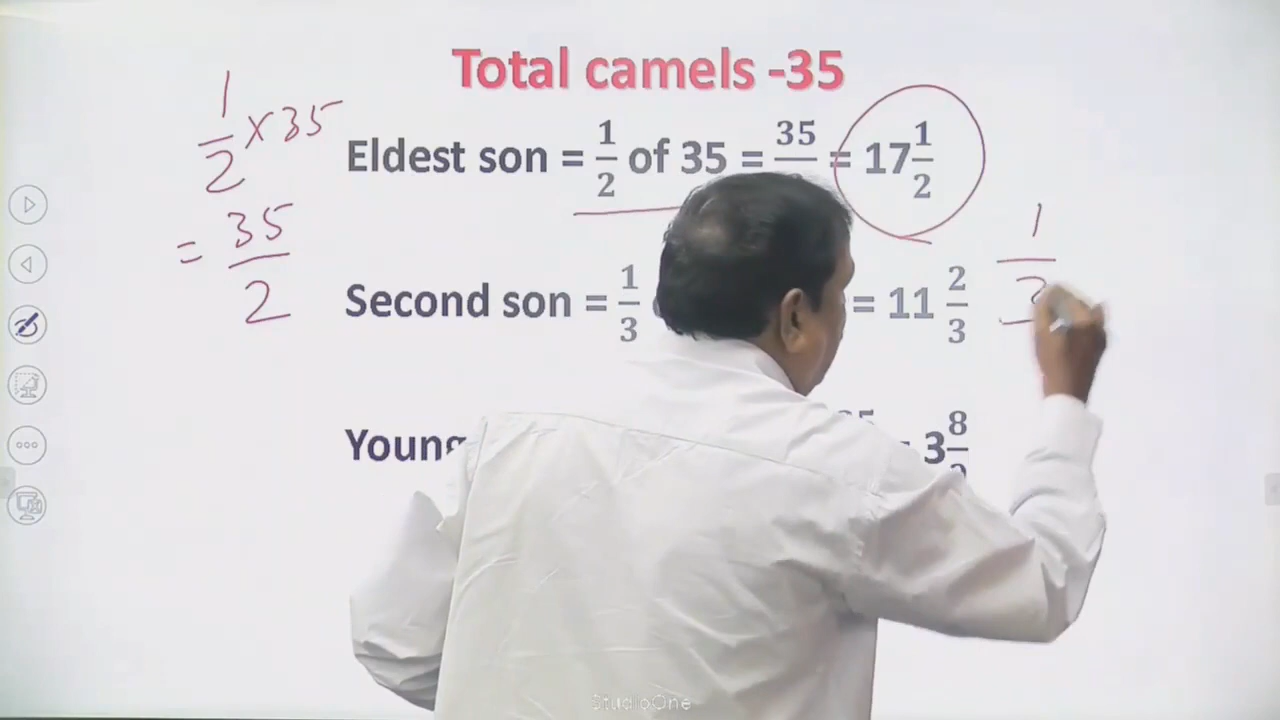 Total camels -35
1/2 × 35
= 35/2
Eldest son = 1/2 of 35 = 35/ = 17 1/2
Second son = 1/3 = 11 2/3
1/2
Young 3 8/
StudioOne